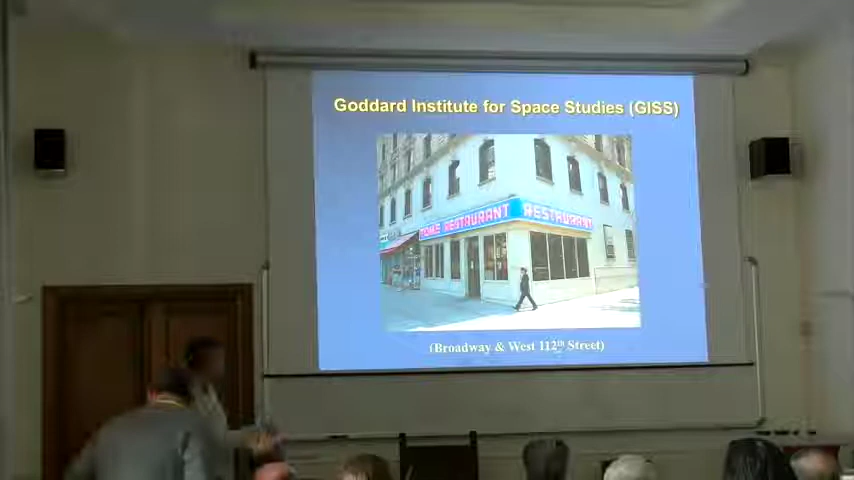 Goddard Institute for Space Studies (GISS)
TOM'S RESTAURANT RESTAURANT
(Broadway & West 112th Street)